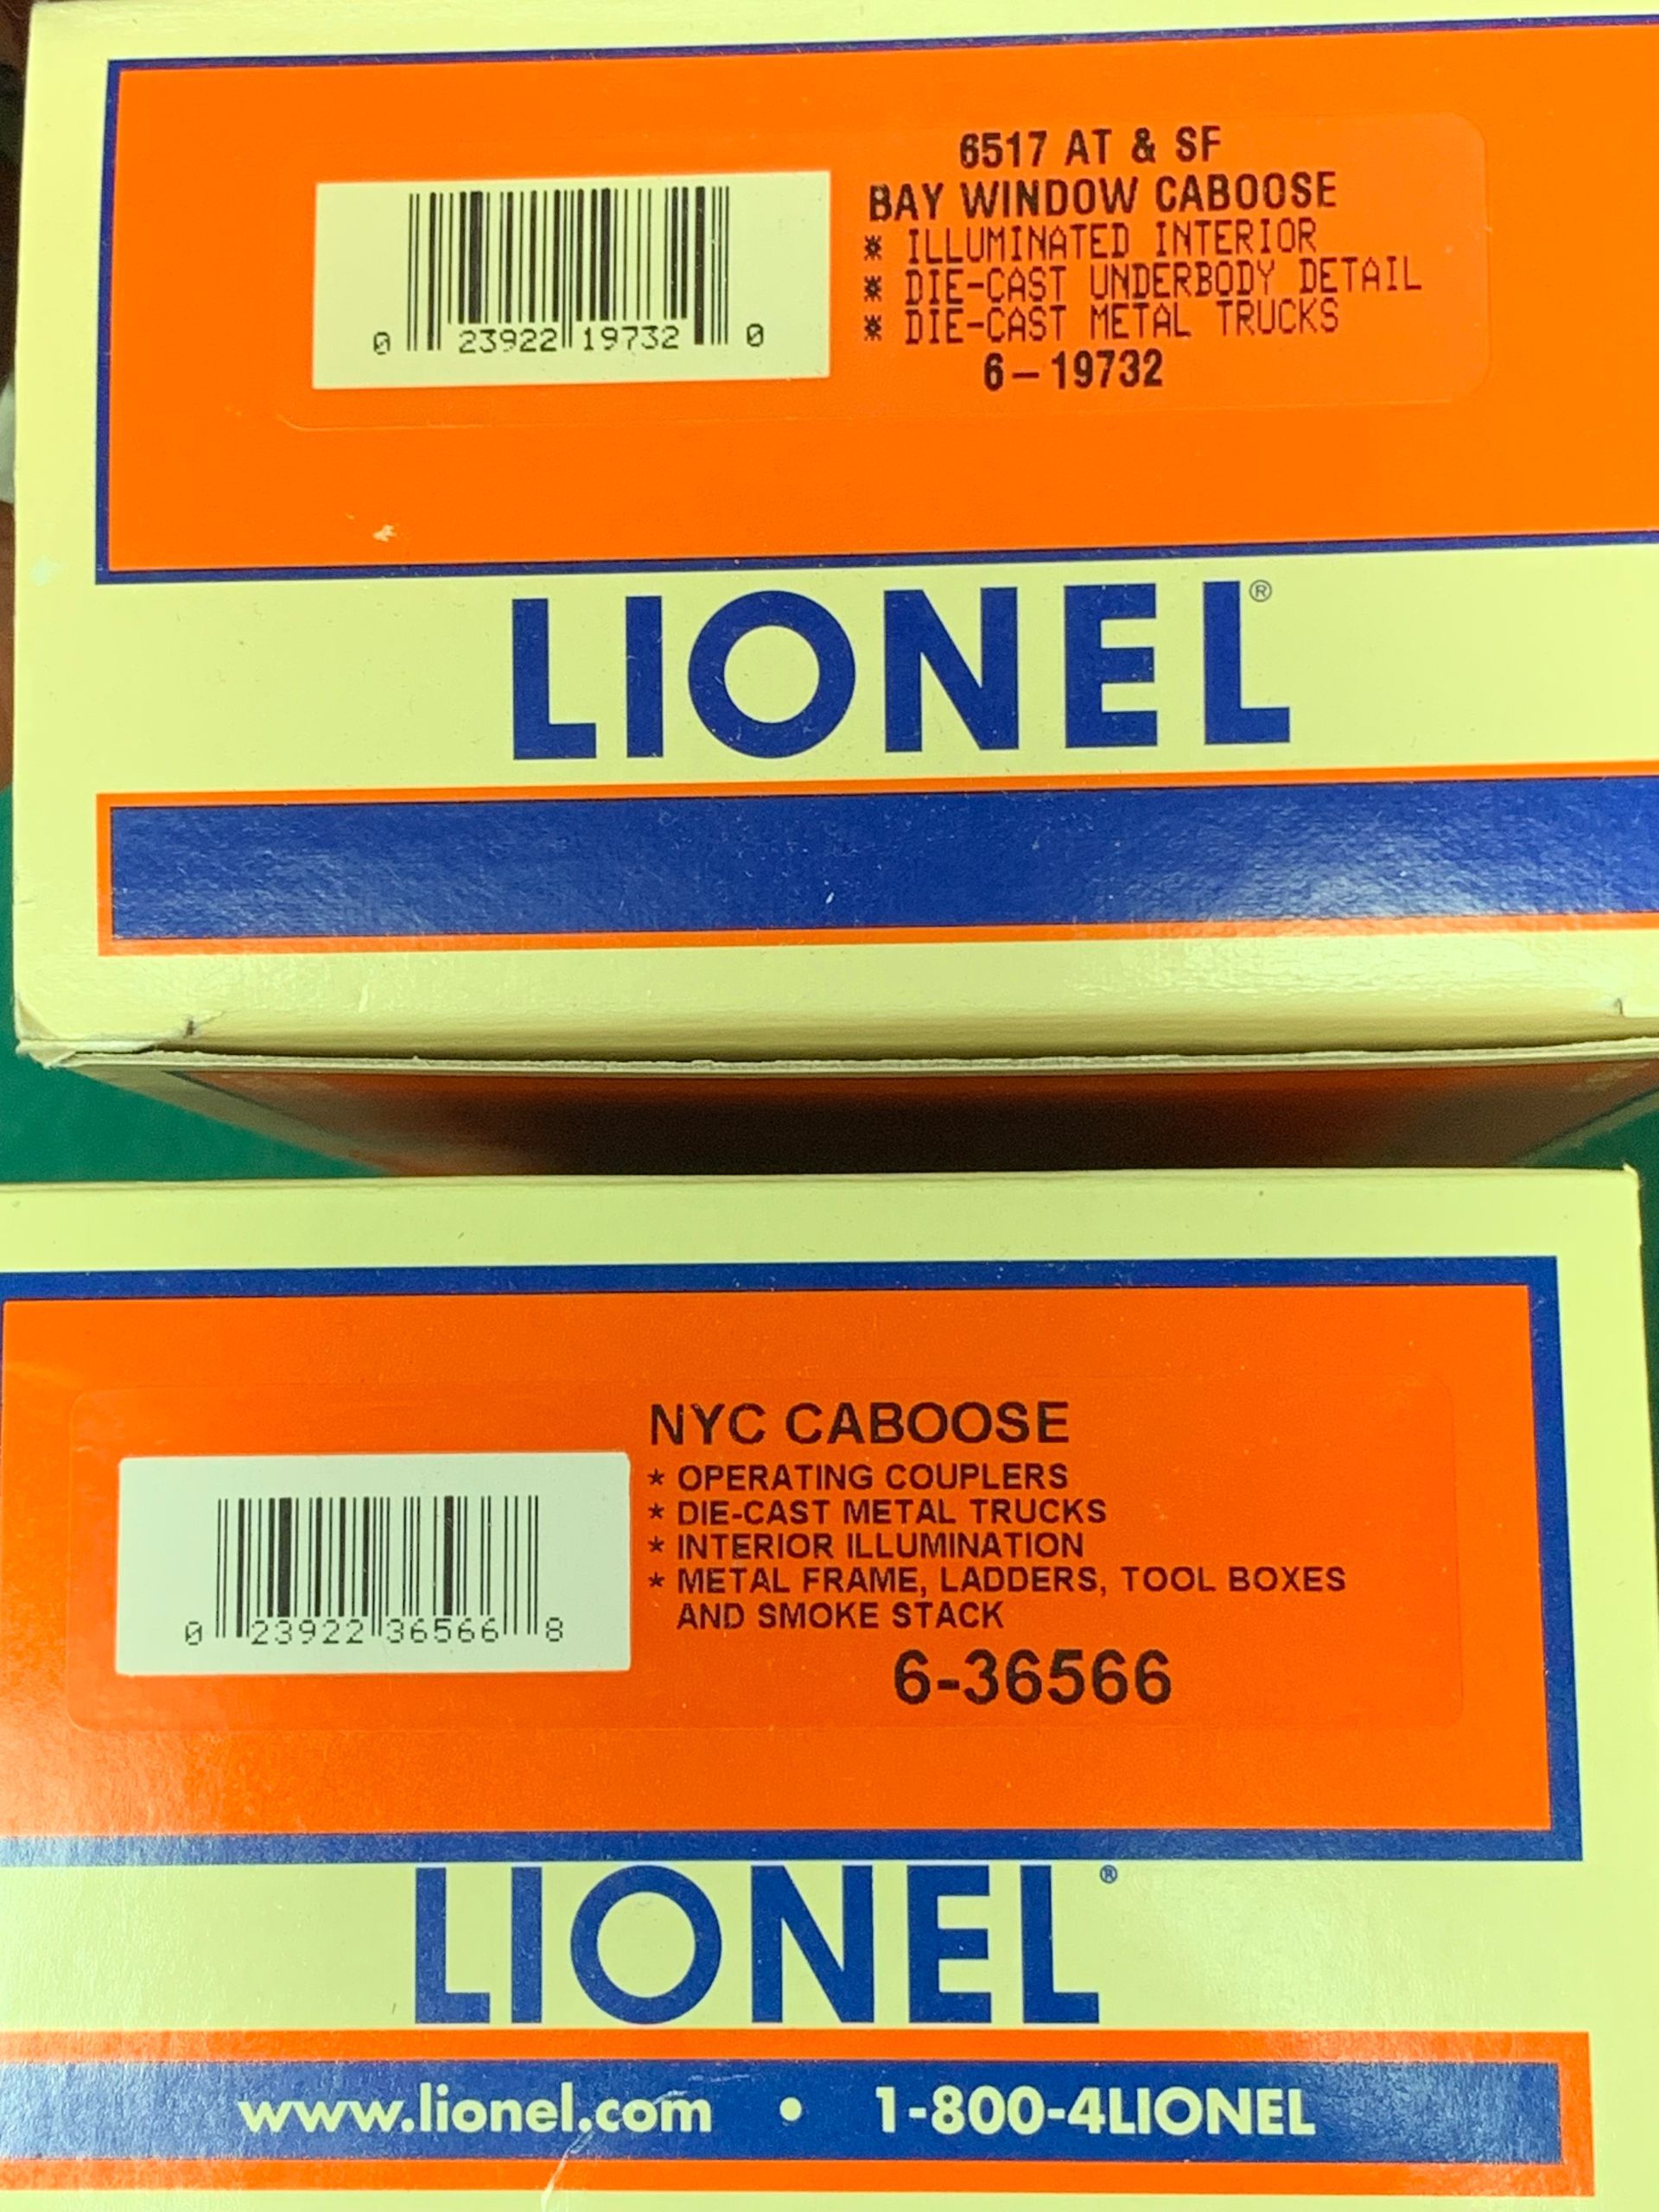 6517 AT & SF
BAY WINDOW CABOOSE
* ILLUMINATED INTERIOR
* DIE-CAST UNDERBODY DETAIL
* DIE-CAST METAL TRUCKS
6-19732
0 23922 19732 0
LIONEL®
NYC CABOOSE
* OPERATING COUPLERS
* DIE-CAST METAL TRUCKS
* INTERIOR ILLUMINATION
* METAL FRAME, LADDERS, TOOL BOXES
AND SMOKE STACK
6-36566
0 23922 36566 8
LIONEL®
www.lionel.com • 1-800-4LIONEL